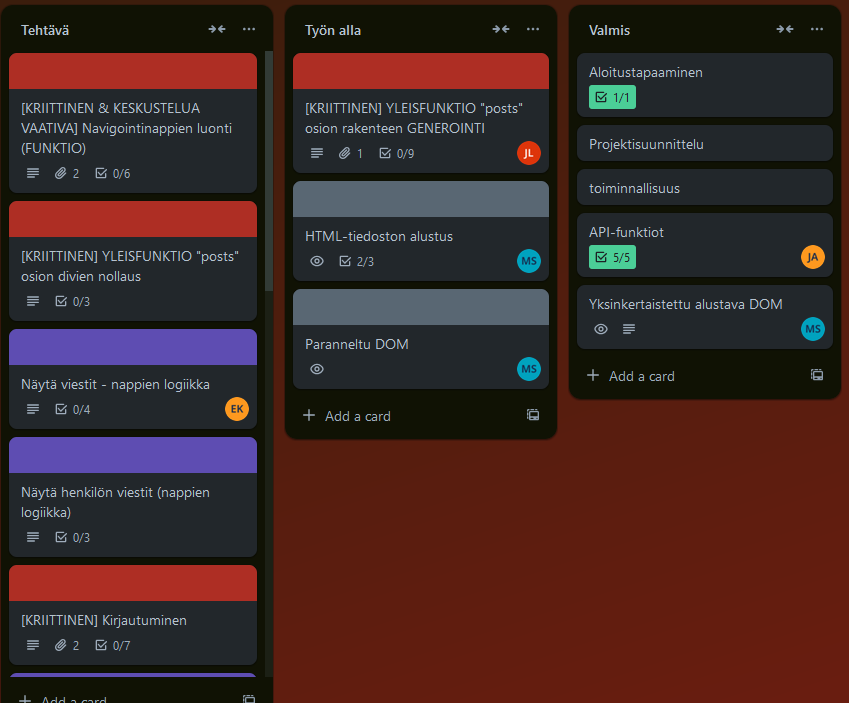 Tehtävä
[KRIITTINEN & KESKUSTELUA
VAATIVA] Navigointinappien luonti
(FUNKTIO)
2 0/6
[KRIITTINEN] YLEISFUNKTIO "posts"
osion divien nollaus
0/3
Näytä viestit - nappien logiikka
0/4 EK
Näytä henkilön viestit (nappien
logiikka)
0/3
[KRIITTINEN] Kirjautuminen
2 0/7
Add a card
Työn alla
[KRIITTINEN] YLEISFUNKTIO "posts"
osion rakenteen GENEROINTI
1 0/9 JL
HTML-tiedoston alustus
2/3 MS
Paranneltu DOM
MS
Add a card
Valmis
Aloitustapaaminen
1/1
Projektisuunnittelu
toiminnallisuus
API-funktiot
5/5 JA
Yksinkertaistettu alustava DOM
MS
Add a card